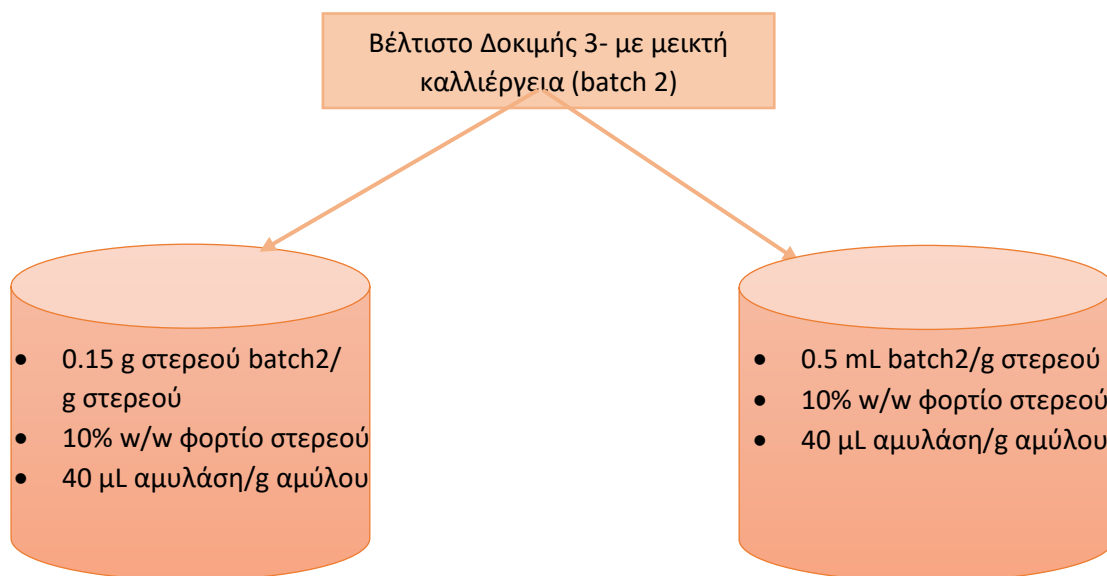 Βέλτιστο Δοκιμής 3- με μεικτή
καλλιέργεια (batch 2)
• 0.15 g στερεού batch2/
g στερεού
• 10% w/w φορτίο στερεού
• 40 μL αμυλάση/g αμύλου
• 0.5 mL batch2/g στερεού
• 10% w/w φορτίο στερεού
• 40 μL αμυλάση/g αμύλου